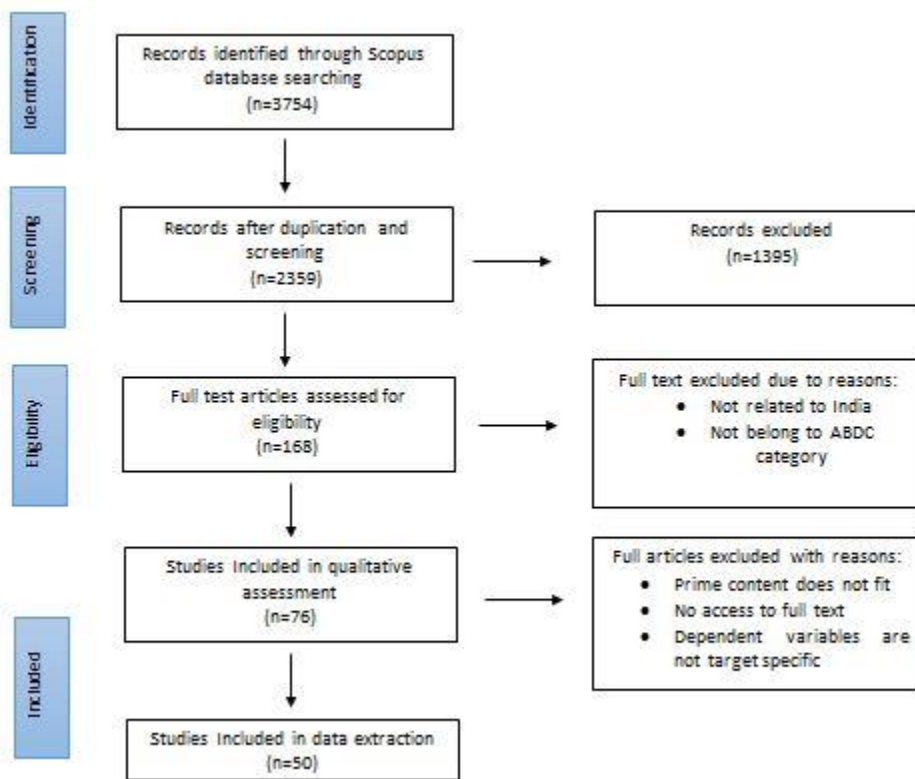 Identification
Records identified through Scopus
database searching
(n=3754)
Screening
Records after duplication and
screening
(n=2359)
Records excluded
(n=1395)
Eligibility
Full test articles assessed for
eligibility
(n=168)
Full text excluded due to reasons:
• Not related to India
• Not belong to ABDC
category
Studies Included in qualitative
assessment
(n=76)
Full articles excluded with reasons:
• Prime content does not fit
• No access to full text
• Dependent variables are
not target specific
Included
Studies Included in data extraction
(n=50)